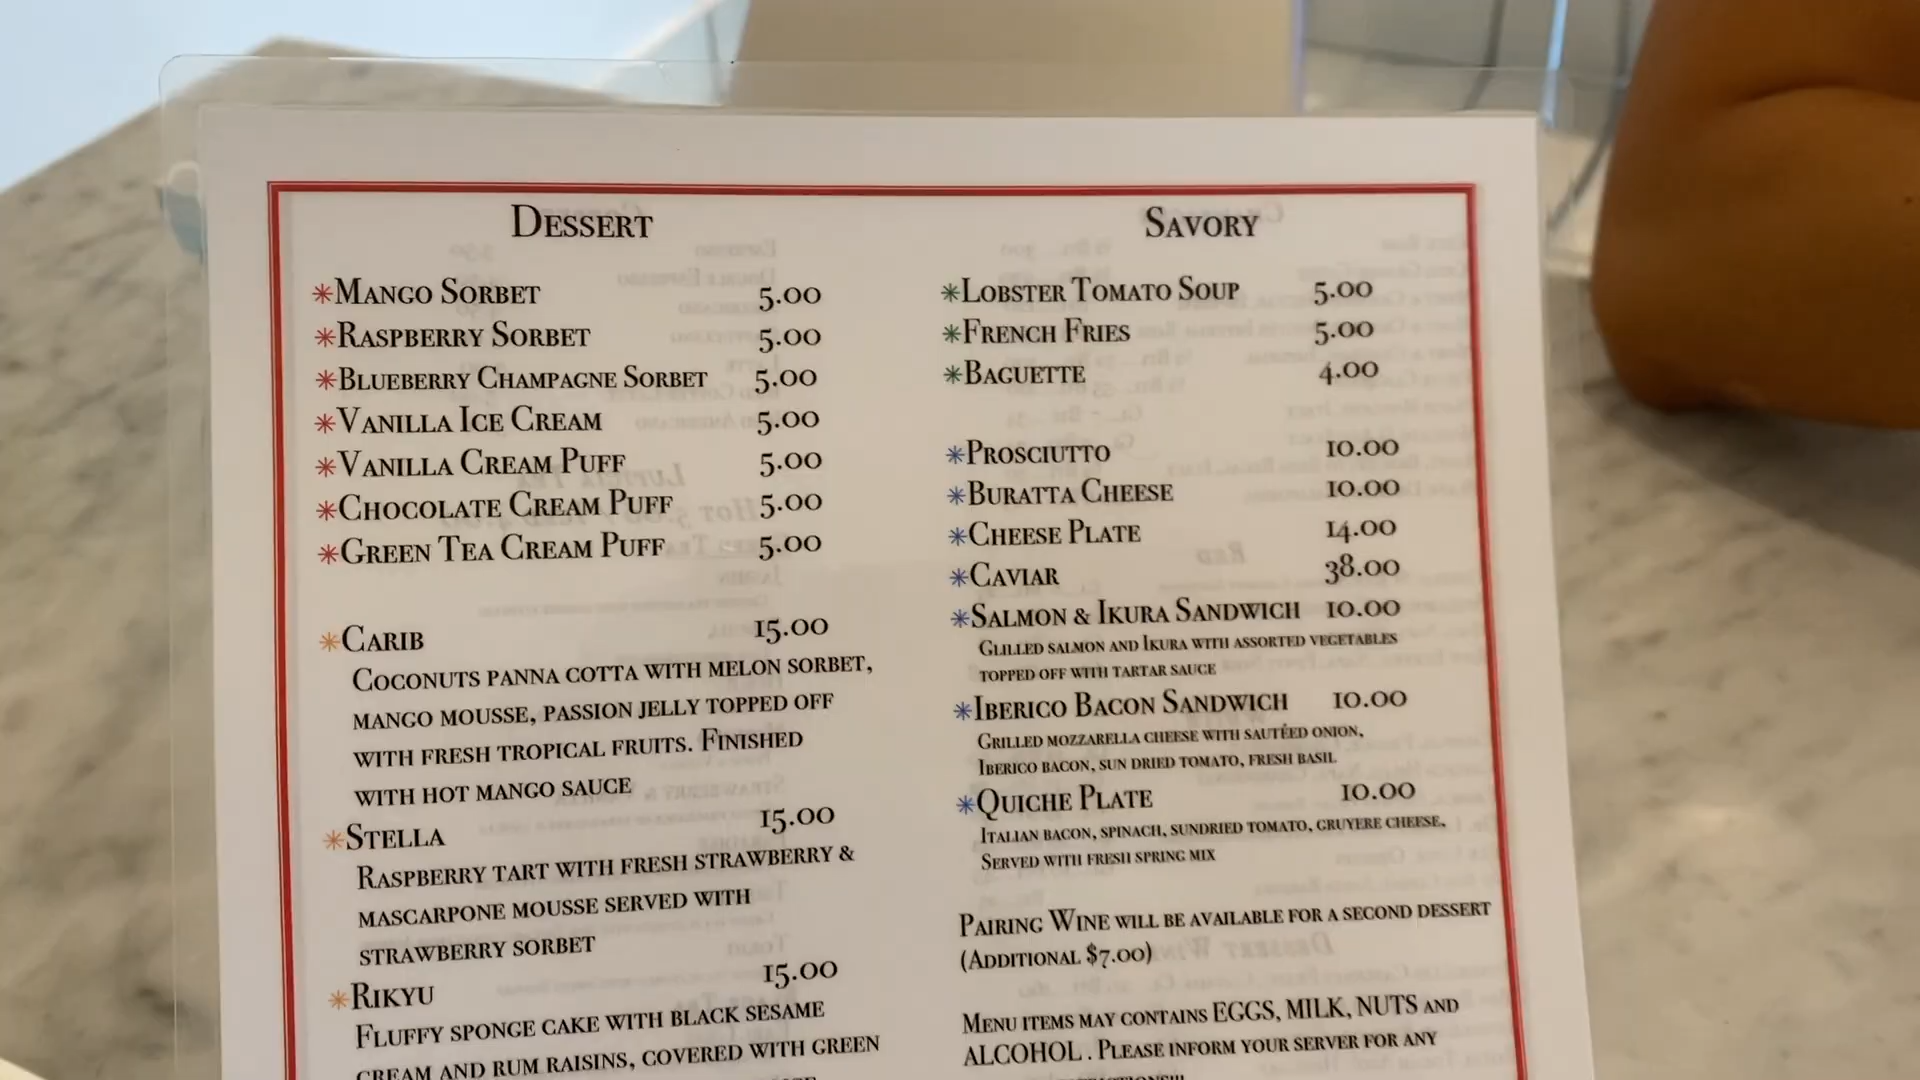 Dessert
*Mango Sorbet 5.00
*Raspberry Sorbet 5.00
*Blueberry Champagne Sorbet 5.00
*Vanilla Ice Cream 5.00
*Vanilla Cream Puff 5.00
*Chocolate Cream Puff 5.00
*Green Tea Cream Puff 5.00
*Carib 15.00
Coconuts panna cotta with melon sorbet,
mango mousse, passion jelly topped off
with fresh tropical fruits. Finished
with hot mango sauce
*Stella 15.00
Raspberry tart with fresh strawberry &
mascarpone mousse served with
strawberry sorbet
*Rikyu 15.00
Fluffy sponge cake with black sesame
cream and rum raisins, covered with green
Savory
*Lobster Tomato Soup 5.00
*French Fries 5.00
*Baguette 4.00
*Prosciutto 10.00
*Buratta Cheese 10.00
*Cheese Plate 14.00
*Caviar 38.00
*Salmon & Ikura Sandwich 10.00
Glilled salmon and Ikura with assorted vegetables
topped off with tartar sauce
*Iberico Bacon Sandwich 10.00
Grilled mozzarella cheese with sautéed onion,
Iberico bacon, sun dried tomato, fresh basil
*Quiche Plate 10.00
Italian bacon, spinach, sundried tomato, gruyere cheese,
Served with fresh spring mix
Pairing Wine will be available for a second dessert
(Additional $7.00)
Menu items may contains EGGS, MILK, NUTS and
ALCOHOL . Please inform your server for any